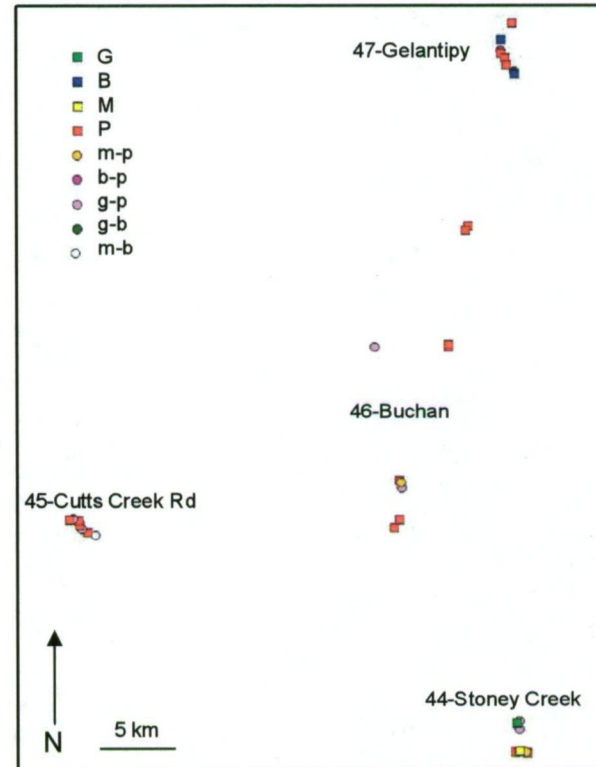 47-Gelantipy
G
B
M
P
m-p
b-p
g-p
g-b
m-b
46-Buchan
45-Cutts Creek Rd
44-Stoney Creek
5 km
N